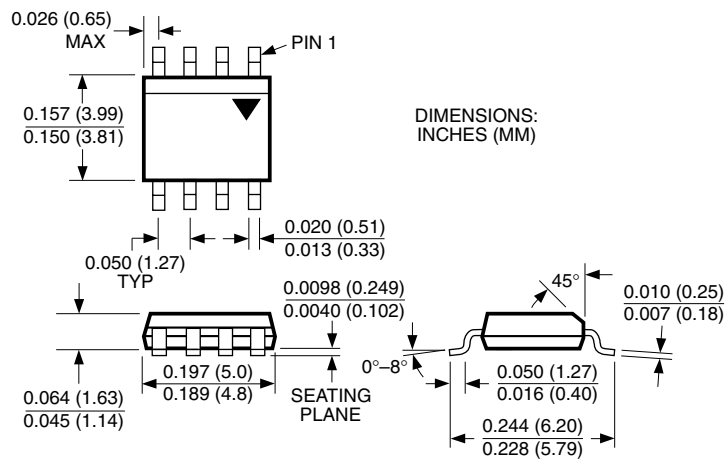 0.026 (0.65)
MAX
PIN 1
0.157 (3.99)
0.150 (3.81)
DIMENSIONS:
INCHES (MM)
0.020 (0.51)
0.013 (0.33)
0.050 (1.27)
TYP
0.0098 (0.249)
0.0040 (0.102)
45°
0.010 (0.25)
0.007 (0.18)
0°–8°
0.064 (1.63)
0.045 (1.14)
0.197 (5.0)
0.189 (4.8)
SEATING
PLANE
0.050 (1.27)
0.016 (0.40)
0.244 (6.20)
0.228 (5.79)